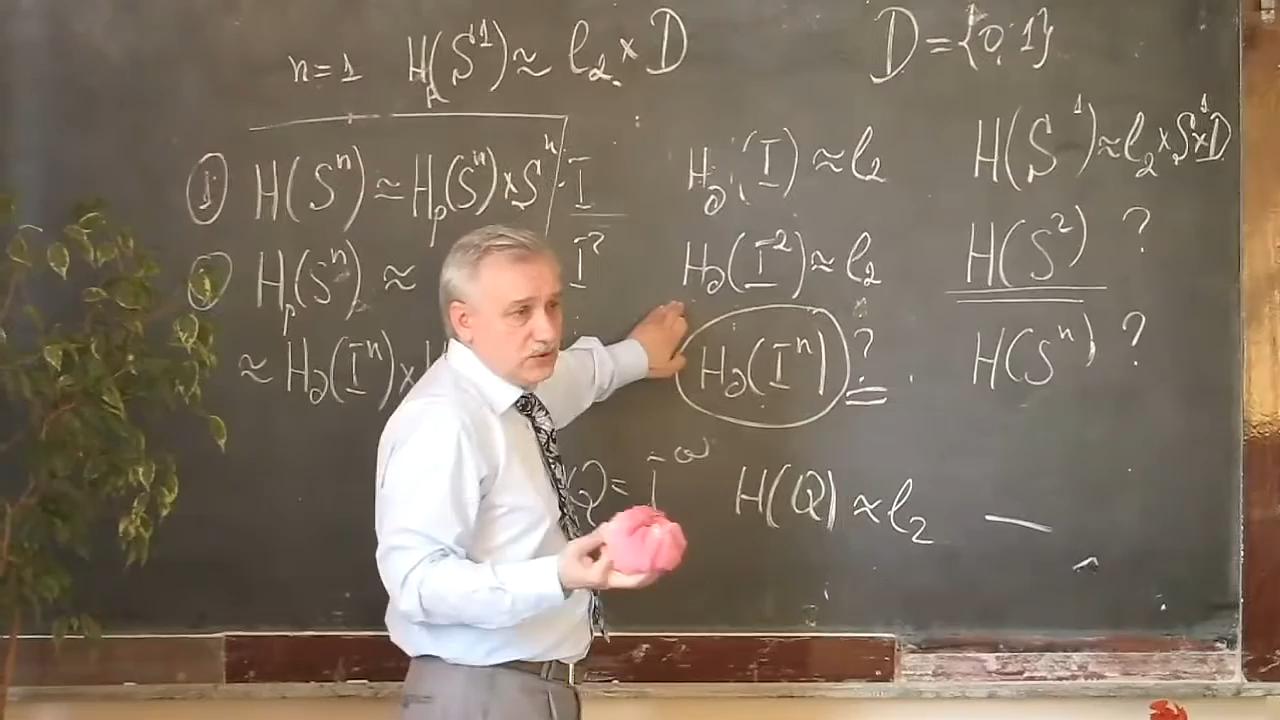 n=1 H_p(S^1) ≈ l_2 × D
D = {0,1}
① H(S^n) ≈ H_p(S^n) × S^n
I
② H_p(S^n) ≈
I^2
≈ H_∂(I^n) ×
H_∂(I) ≈ l_2
H_∂(I^2) ≈ l_2
H_∂(I^n) ?
H(S^1) ≈ l_2 × S^1 × D
H(S^2) ?
H(S^n) ?
Q = I^ω H(Q) ≈ l_2